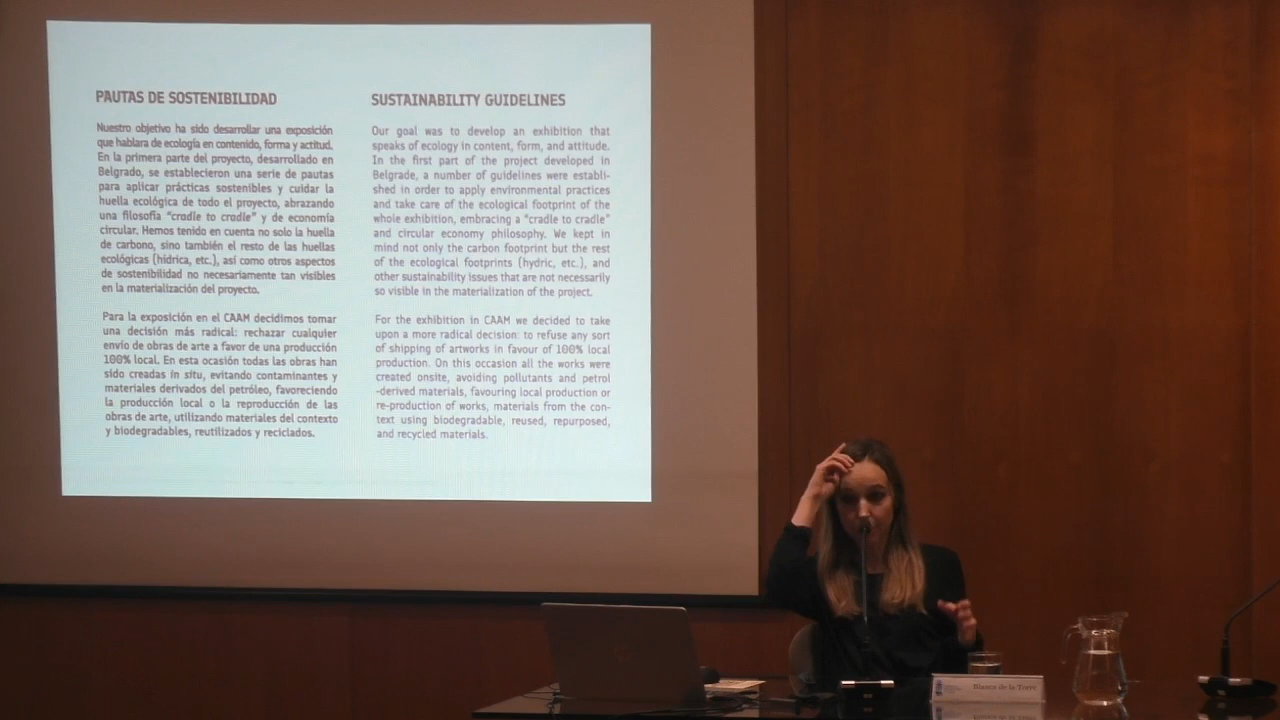 PAUTAS DE SOSTENIBILIDAD
Nuestro objetivo ha sido desarrollar una exposición
que hablara de ecología en contenido, forma y actitud.
En la primera parte del proyecto, desarrollado en
Belgrado, se establecieron una serie de pautas
para aplicar prácticas sostenibles y cuidar la
huella ecológica de todo el proyecto, abrazando
una filosofía “cradle to cradle” y de economía
circular. Hemos tenido en cuenta no solo la huella
de carbono, sino también el resto de las huellas
ecológicas (hídrica, etc.), así como otros aspectos
de sostenibilidad no necesariamente tan visibles
en la materialización del proyecto.
Para la exposición en el CAAM decidimos tomar
una decisión más radical: rechazar cualquier
envío de obras de arte a favor de una producción
100% local. En esta ocasión todas las obras han
sido creadas in situ, evitando contaminantes y
materiales derivados del petróleo, favoreciendo
la producción local o la reproducción de las
obras de arte, utilizando materiales del contexto
y biodegradables, reutilizados y reciclados.
SUSTAINABILITY GUIDELINES
Our goal was to develop an exhibition that
speaks of ecology in content, form, and attitude.
In the first part of the project developed in
Belgrade, a number of guidelines were establi-
shed in order to apply environmental practices
and take care of the ecological footprint of the
whole exhibition, embracing a “cradle to cradle”
and circular economy philosophy. We kept in
mind not only the carbon footprint but the rest
of the ecological footprints (hydric, etc.), and
other sustainability issues that are not necessarily
so visible in the materialization of the project.
For the exhibition in CAAM we decided to take
upon a more radical decision: to refuse any sort
of shipping of artworks in favour of 100% local
production. On this occasion all the works were
created onsite, avoiding pollutants and petrol
-derived materials, favouring local production or
re-production of works, materials from the con-
text using biodegradable, reused, repurposed,
and recycled materials.
Blanca de la Torre